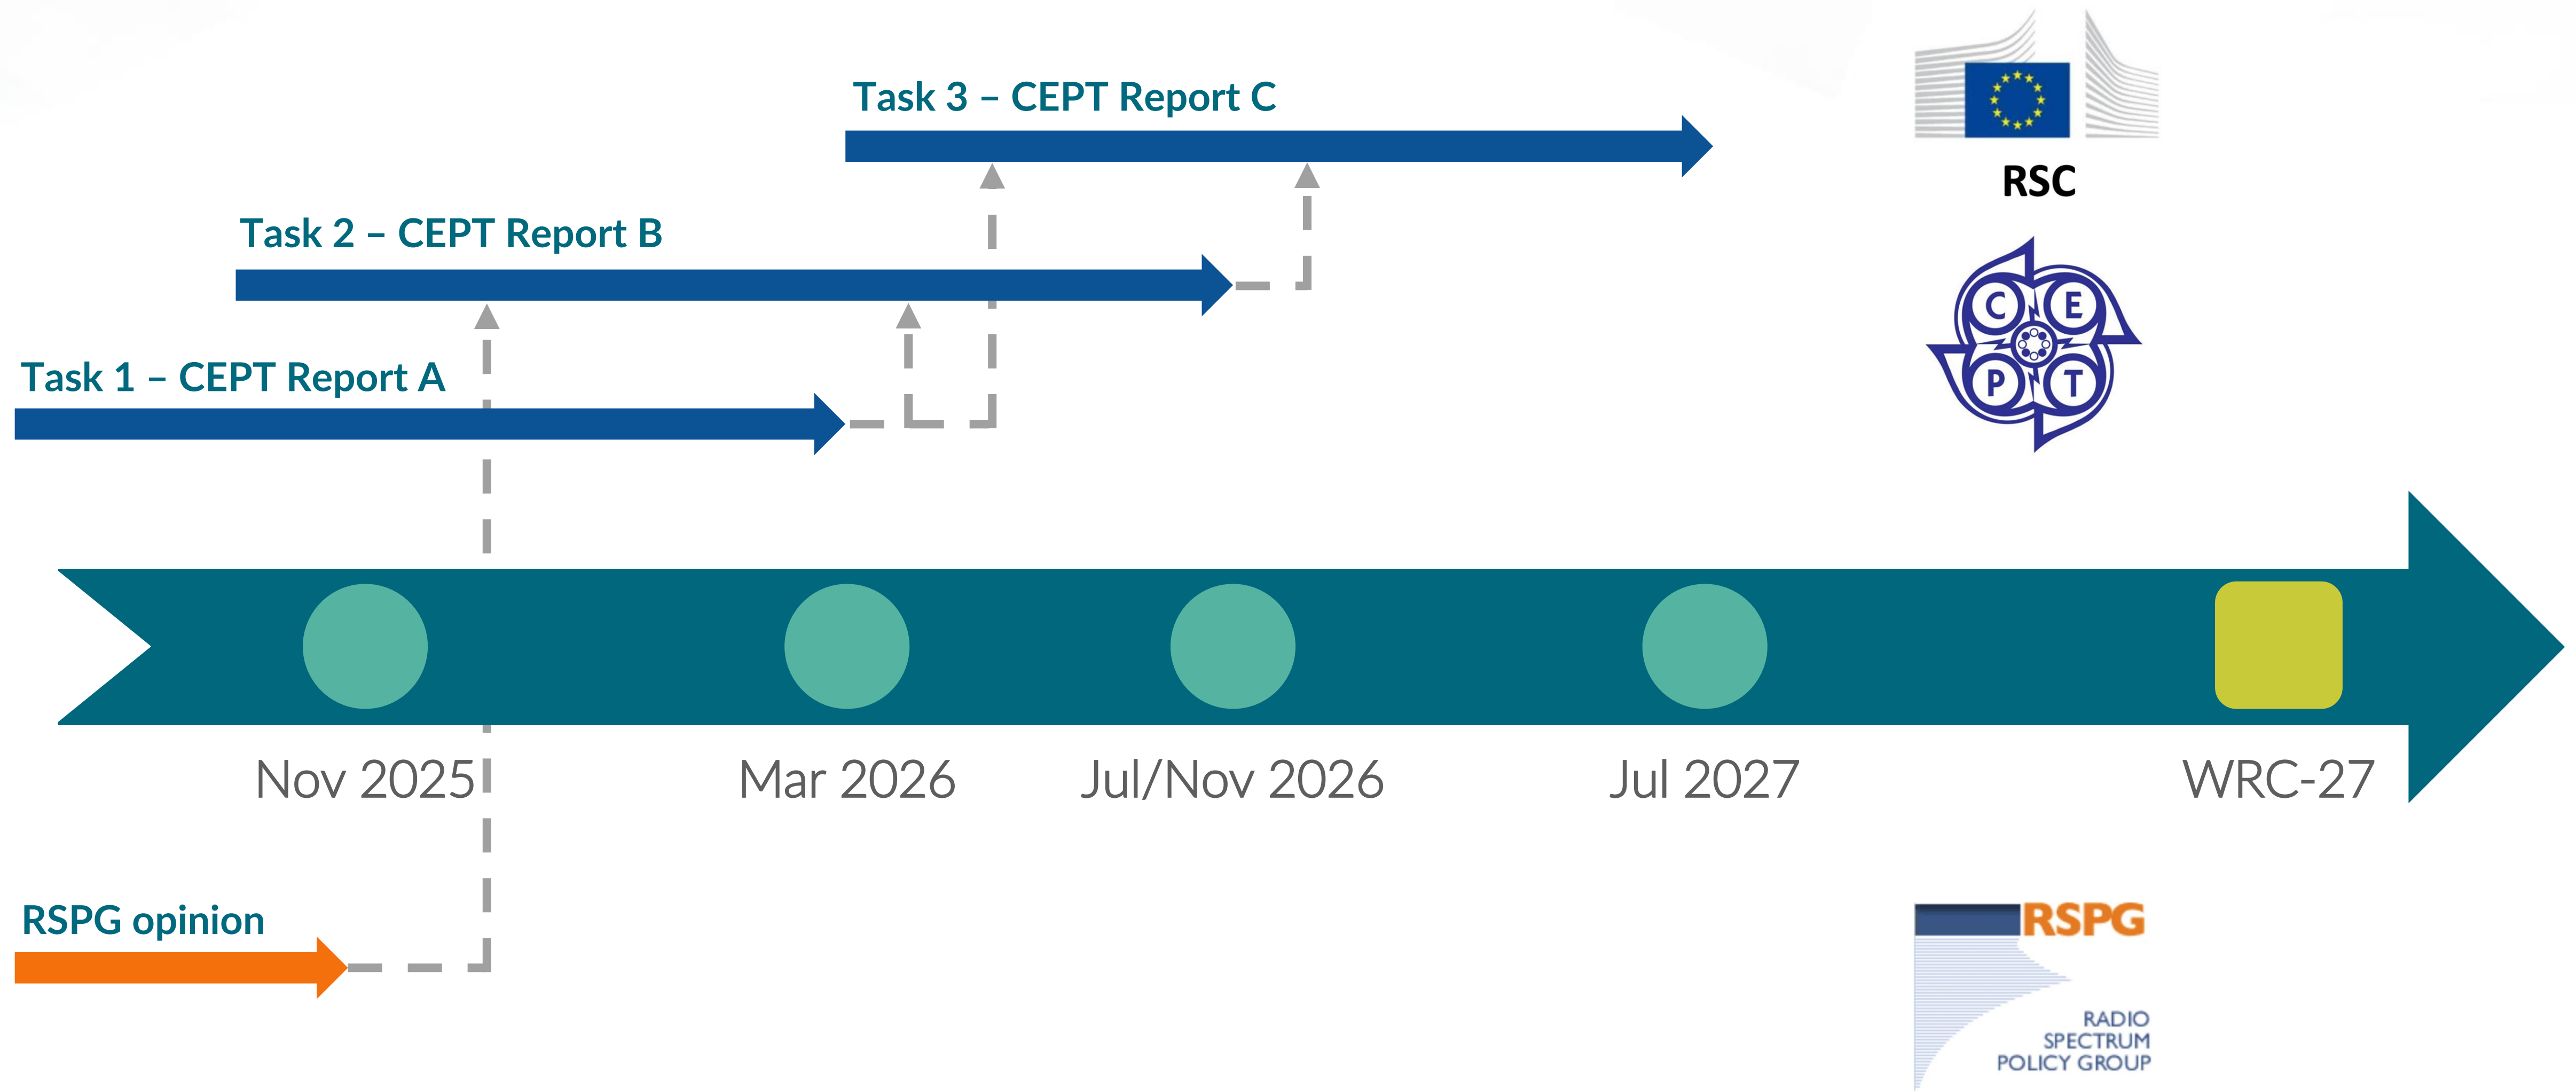 Task 3 – CEPT Report C
RSC
Task 2 – CEPT Report B
C E
P T
Task 1 – CEPT Report A
Nov 2025
Mar 2026
Jul/Nov 2026
Jul 2027
WRC-27
RSPG opinion
RSPG
RADIO
SPECTRUM
POLICY GROUP